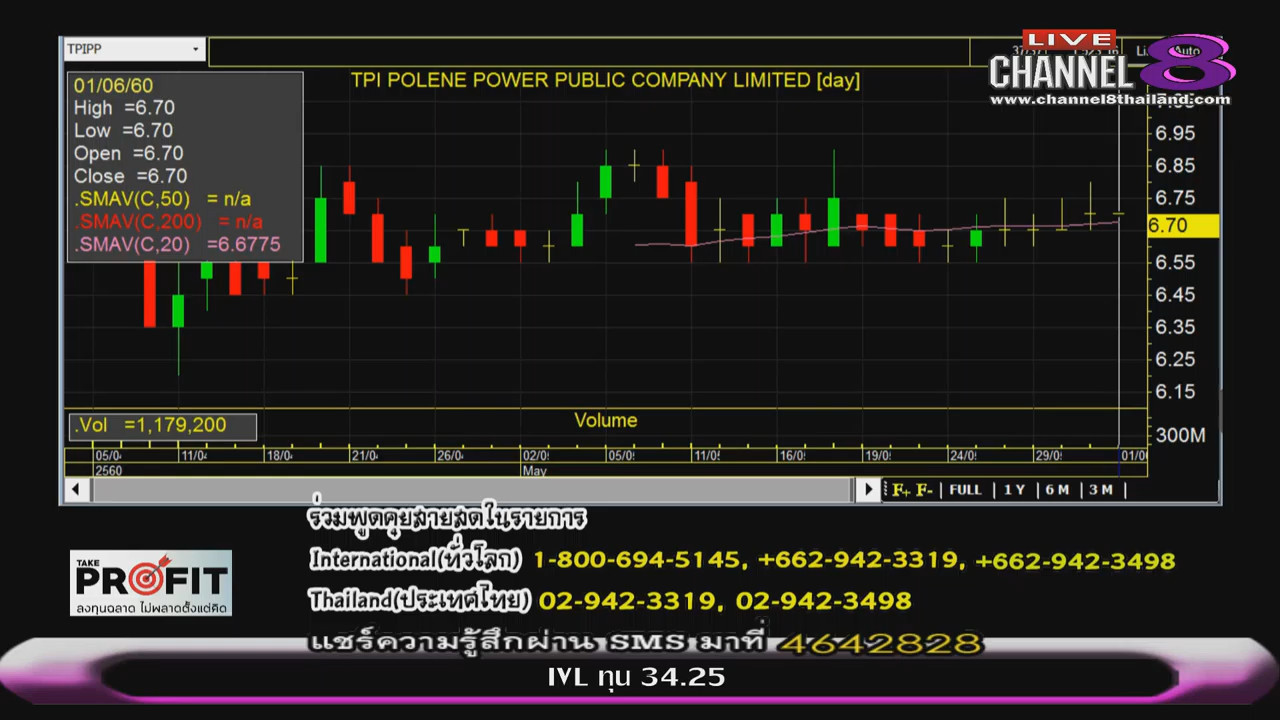 TPIPP
LIVE
CHANNEL 8
www.channel8thailand.com
TPI POLENE POWER PUBLIC COMPANY LIMITED [day]
01/06/60
High =6.70
Low =6.70
Open =6.70
Close =6.70
.SMAV(C,50) = n/a
.SMAV(C,200) = n/a
.SMAV(C,20) =6.6775
6.95
6.85
6.75
6.70
6.55
6.45
6.35
6.25
6.15
.Vol =1,179,200
Volume
300M
05/04 11/04 18/0 21/0 26/0 02/0 05/0 11/0 19/0 24/0 29/0 01/0
2560 May
F+ F- FULL | 1 Y | 6 M | 3 M |
ร่วมพูดคุยสายสดในรายการ
International(ทั่วโลก) 1-800-694-5145, +662-942-3319, +662-942-3498
Thailand(ประเทศไทย) 02-942-3319, 02-942-3498
แชร์ความรู้สึกผ่าน SMS มาที่ 4642828
TAKE
PROFIT
ลงทุนฉลาด ไม่พลาดตั้งแต่คิด
IVL ทุน 34.25